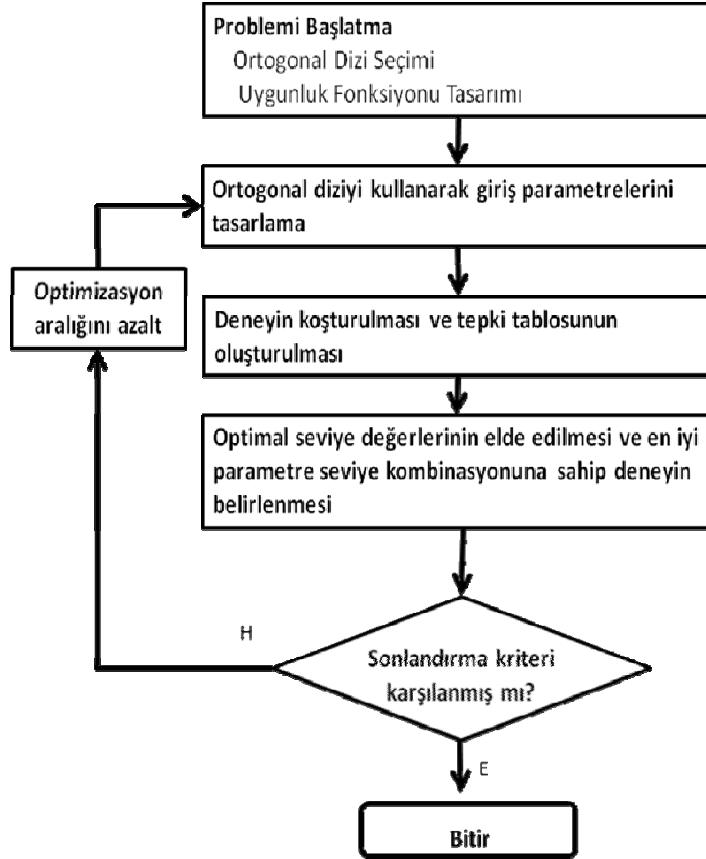 Problemi Başlatma
Ortogonal Dizi Seçimi
Uygunluk Fonksiyonu Tasarımı
Ortogonal diziyi kullanarak giriş parametrelerini
tasarlama
Optimizasyon
aralığını azalt
Deneyin koşturulması ve tepki tablosunun
oluşturulması
Optimal seviye değerlerinin elde edilmesi ve en iyi
parametre seviye kombinasyonuna sahip deneyin
belirlenmesi
H
Sonlandırma kriteri
karşılanmış mı?
E
Bitir